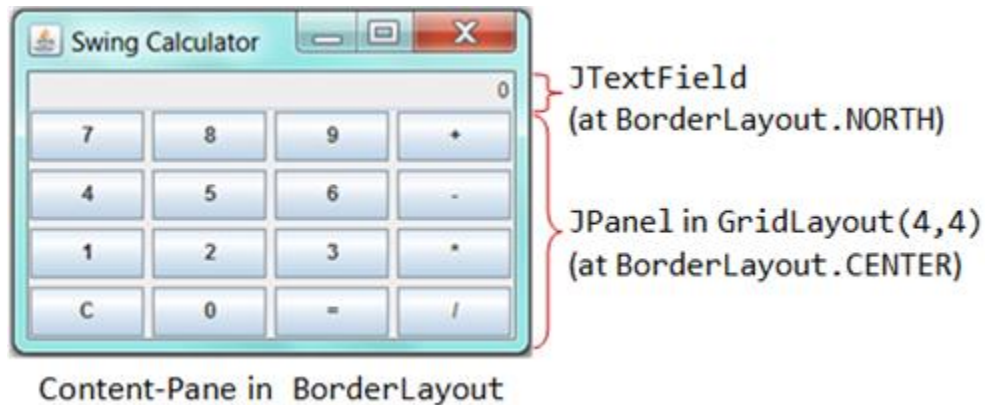 Swing Calculator
0
JTextField
(at BorderLayout.NORTH)
7 8 9 +
4 5 6 -
1 2 3 *
C 0 = /
JPanel in GridLayout(4,4)
(at BorderLayout.CENTER)
Content-Pane in BorderLayout